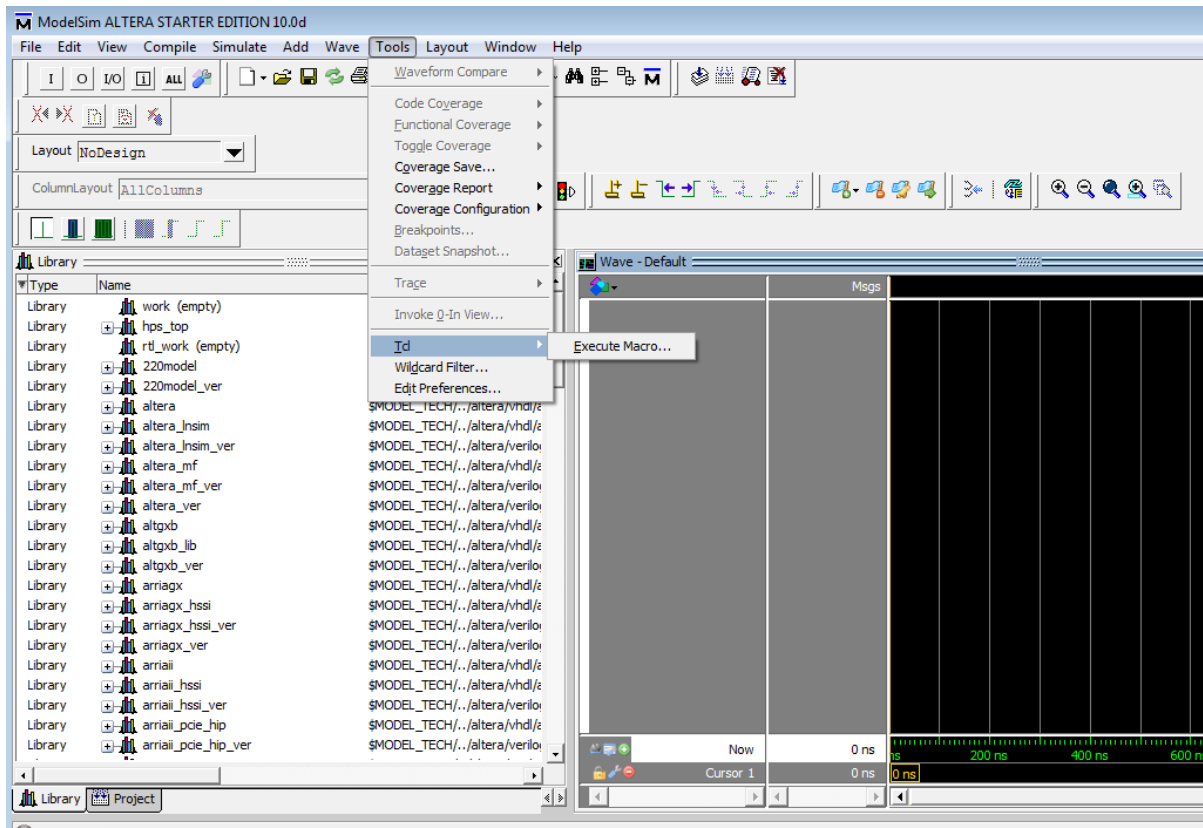 ModelSim ALTERA STARTER EDITION 10.0d
File Edit View Compile Simulate Add Wave Tools Layout Window Help
I O I/O I ALL
Waveform Compare
Code Coverage
Functional Coverage
Layout NoDesign
Toggle Coverage
Coverage Save...
ColumnLayout AllColumns
Coverage Report
Coverage Configuration
Breakpoints...
Dataset Snapshot...
Trace
Invoke 0-In View...
Tcl
Execute Macro...
Wildcard Filter...
Edit Preferences...
Library
Type Name
Library work (empty)
Library hps_top
Library rtl_work (empty)
Library 220model
Library 220model_ver
Library altera $MODEL_TECH/../altera/vhdl/a
Library altera_lnsim $MODEL_TECH/../altera/vhdl/a
Library altera_lnsim_ver $MODEL_TECH/../altera/verilo
Library altera_mf $MODEL_TECH/../altera/vhdl/a
Library altera_mf_ver $MODEL_TECH/../altera/verilo
Library altera_ver $MODEL_TECH/../altera/verilo
Library altgxb $MODEL_TECH/../altera/vhdl/a
Library altgxb_lib $MODEL_TECH/../altera/vhdl/a
Library altgxb_ver $MODEL_TECH/../altera/verilo
Library arriagx $MODEL_TECH/../altera/vhdl/a
Library arriagx_hssi $MODEL_TECH/../altera/vhdl/a
Library arriagx_hssi_ver $MODEL_TECH/../altera/verilo
Library arriagx_ver $MODEL_TECH/../altera/verilo
Library arriaii $MODEL_TECH/../altera/vhdl/a
Library arriaii_hssi $MODEL_TECH/../altera/vhdl/a
Library arriaii_hssi_ver $MODEL_TECH/../altera/verilo
Library arriaii_pcie_hip $MODEL_TECH/../altera/vhdl/a
Library arriaii_pcie_hip_ver $MODEL_TECH/../altera/verilo
Library Project
Wave - Default
Msgs
Now 0 ns
ns 200 ns 400 ns 600 n
Cursor 1 0 ns 0 ns